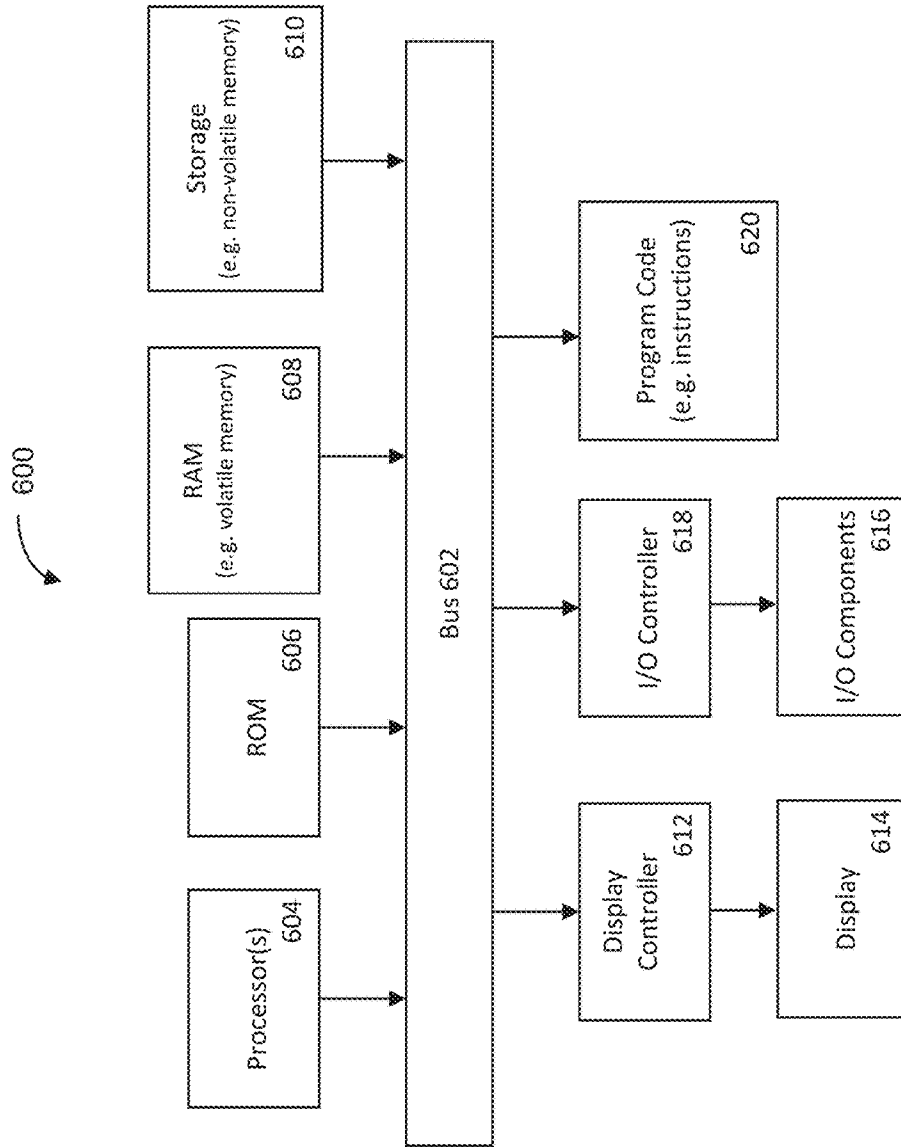 600
Processor(s)
604
ROM
606
RAM
(e.g. volatile memory)
608
Storage
(e.g. non-volatile memory)
610
Bus 602
Display
Controller
612
I/O Controller
618
Program Code
(e.g. instructions)
620
Display
614
I/O Components
616